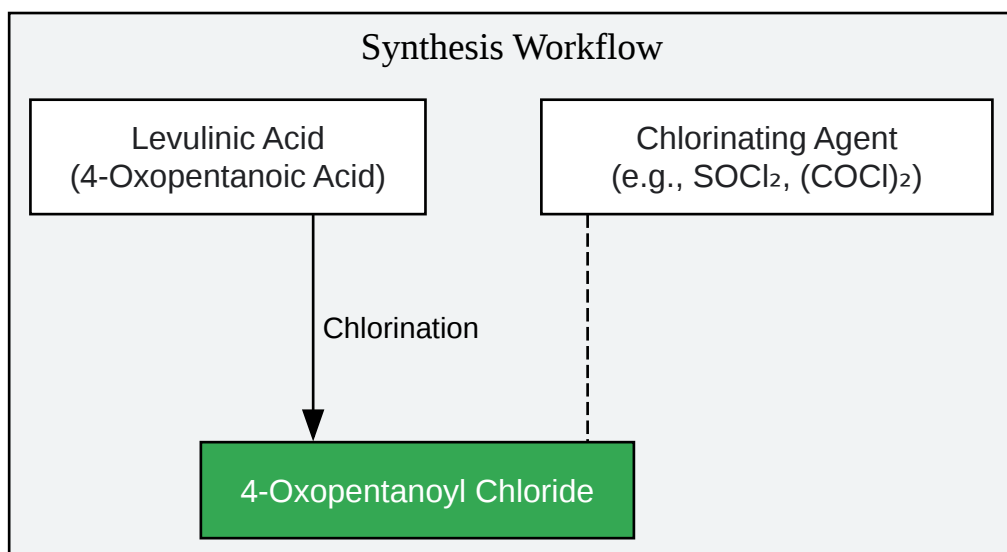 Synthesis Workflow
Levulinic Acid
(4-Oxopentanoic Acid)
Chlorinating Agent
(e.g., SOCl₂, (COCl)₂)
Chlorination
4-Oxopentanoyl Chloride